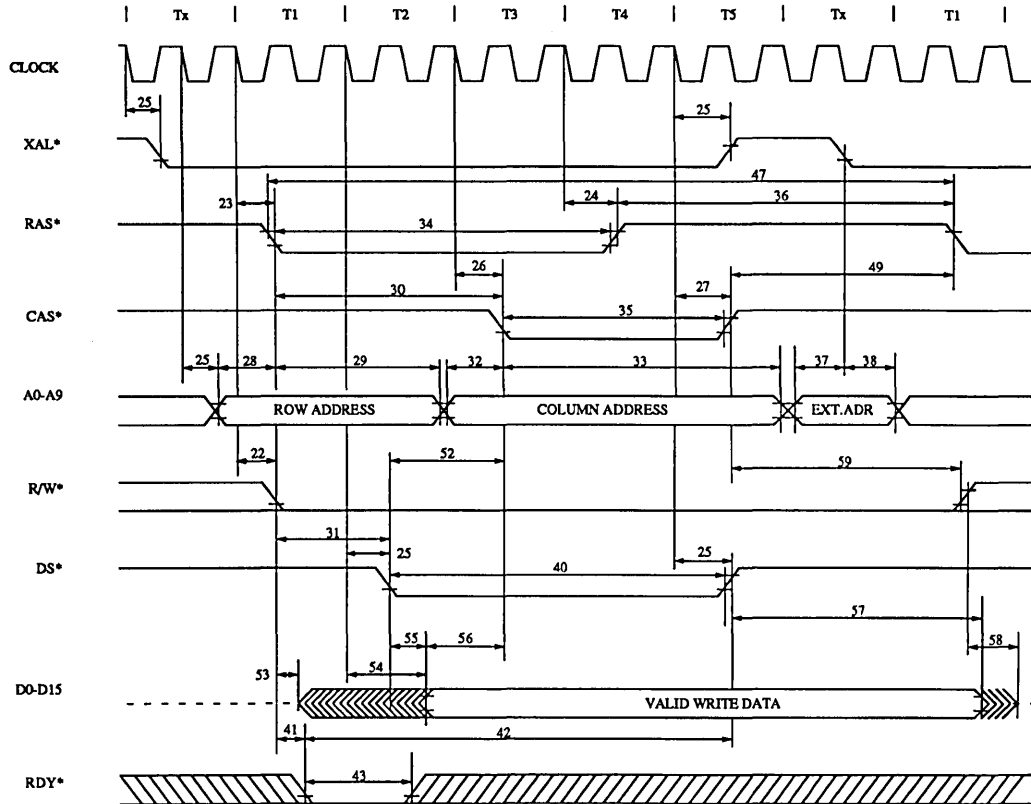 Tx T1 T2 T3 T4 T5 Tx T1
CLOCK
25 25
XAL*
47
23 24 36
RAS*
34
26 27 49
30
CAS*
35
25 28 29 32 33 37 38
A0-A9
ROW ADDRESS COLUMN ADDRESS EXT.ADR
22 52 59
R/W*
31
25 25
DS*
40
57
55 56 58
53 54
D0-D15
VALID WRITE DATA
41 42
43
RDY*